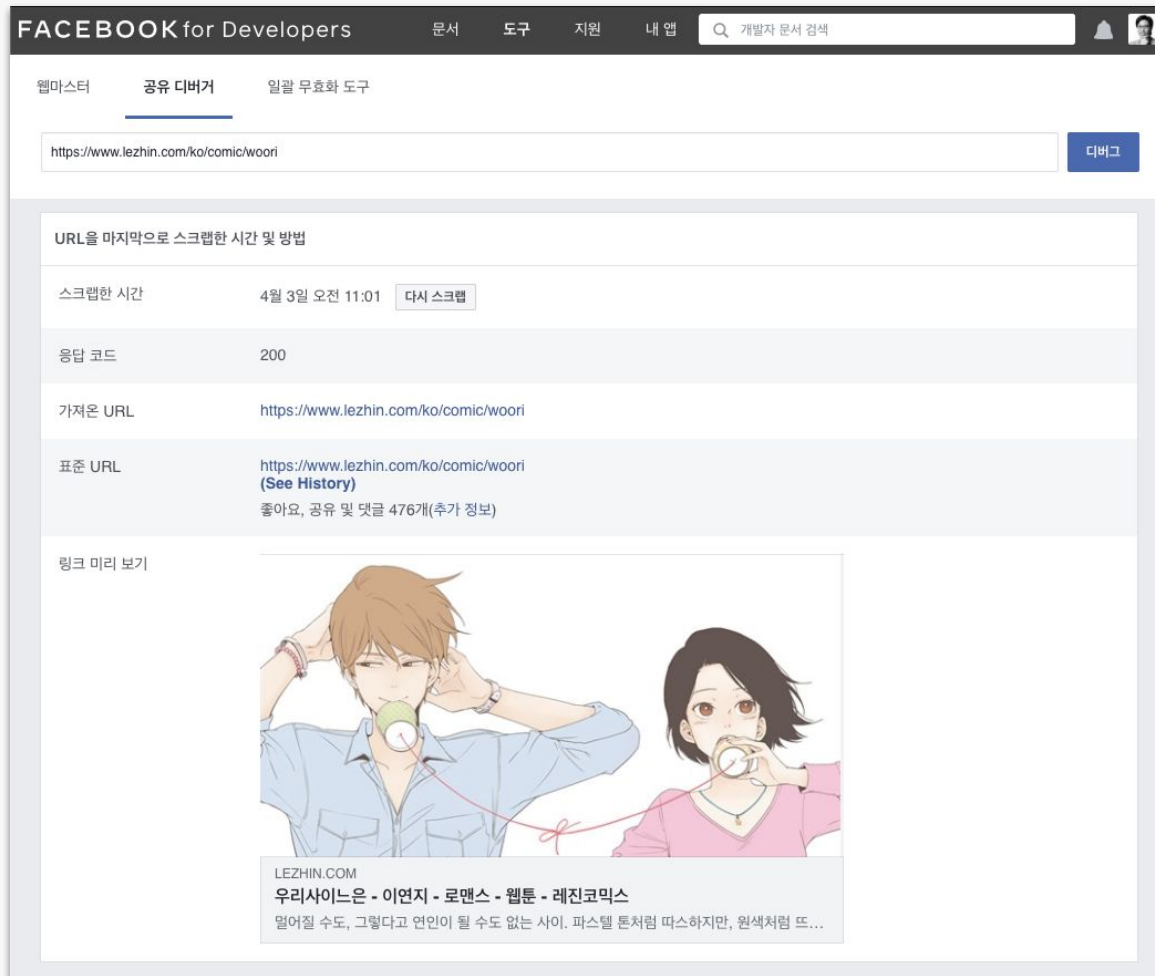 FACEBOOK for Developers 문서 도구 지원 내 앱 개발자 문서 검색
웹마스터 공유 디버거 일괄 무효화 도구
https://www.lezhin.com/ko/comic/woori 디버그
URL을 마지막으로 스크랩한 시간 및 방법
스크랩한 시간 4월 3일 오전 11:01 다시 스크랩
응답 코드 200
가져온 URL https://www.lezhin.com/ko/comic/woori
표준 URL https://www.lezhin.com/ko/comic/woori
(See History)
좋아요, 공유 및 댓글 476개(추가 정보)
링크 미리 보기
LEZHIN.COM
우리사이느은 - 이연지 - 로맨스 - 웹툰 - 레진코믹스
멀어질 수도, 그렇다고 연인이 될 수도 없는 사이. 파스텔 톤처럼 따스하지만, 원색처럼 뜨...